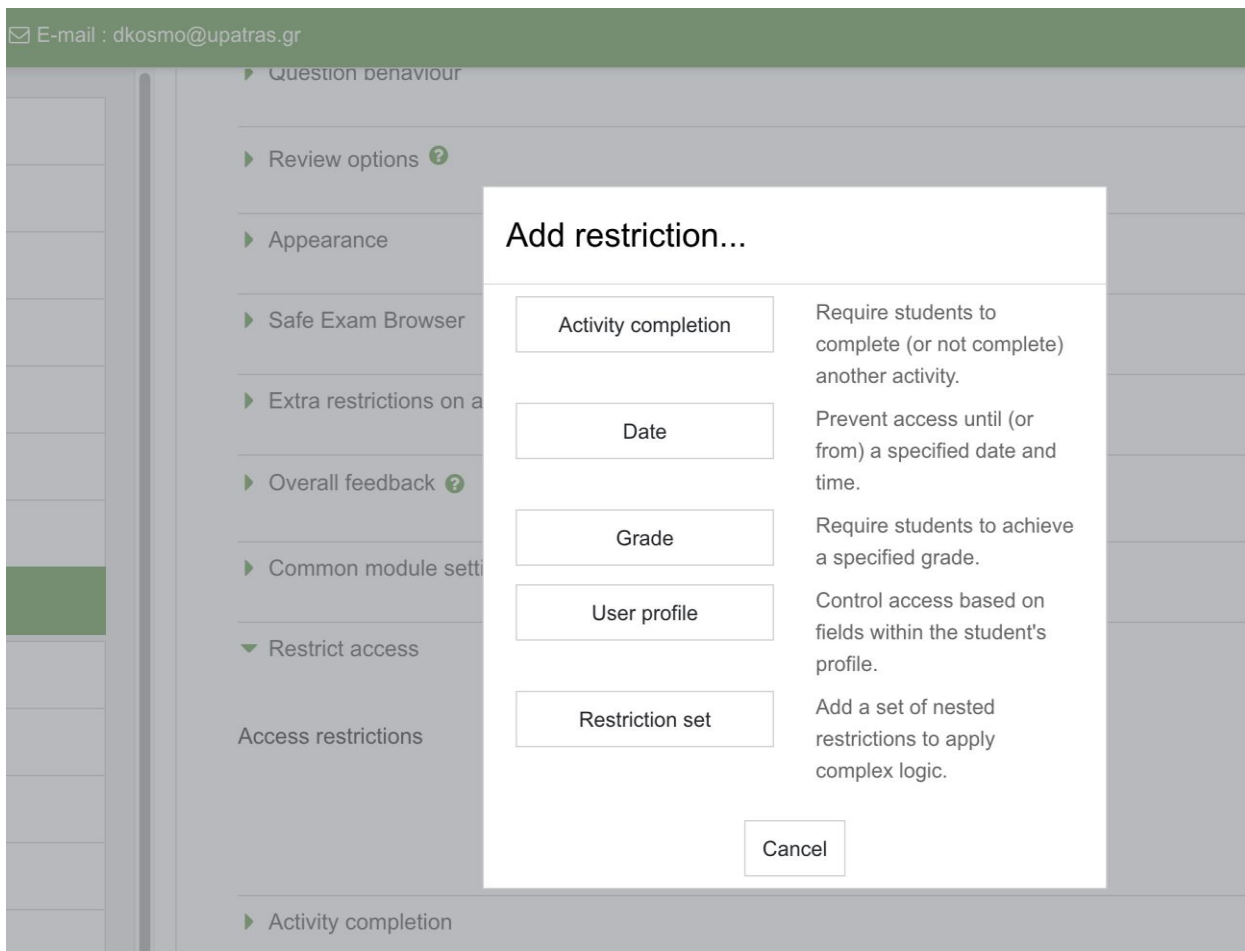 E-mail : dkosmo@upatras.gr
Question behaviour
Review options
Appearance
Safe Exam Browser
Extra restrictions on a
Overall feedback
Common module setti
Restrict access
Access restrictions
Activity completion
Add restriction...
Activity completion
Require students to
complete (or not complete)
another activity.
Date
Prevent access until (or
from) a specified date and
time.
Grade
Require students to achieve
a specified grade.
User profile
Control access based on
fields within the student's
profile.
Restriction set
Add a set of nested
restrictions to apply
complex logic.
Cancel